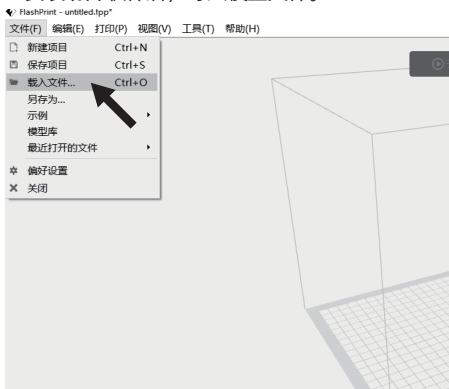 FlashPrint - untitled.fpp*
文件(F) 编辑(E) 打印(P) 视图(V) 工具(T) 帮助(H)
新建项目 Ctrl+N
保存项目 Ctrl+S
载入文件... Ctrl+O
另存为...
示例
模型库
最近打开的文件
偏好设置
关闭